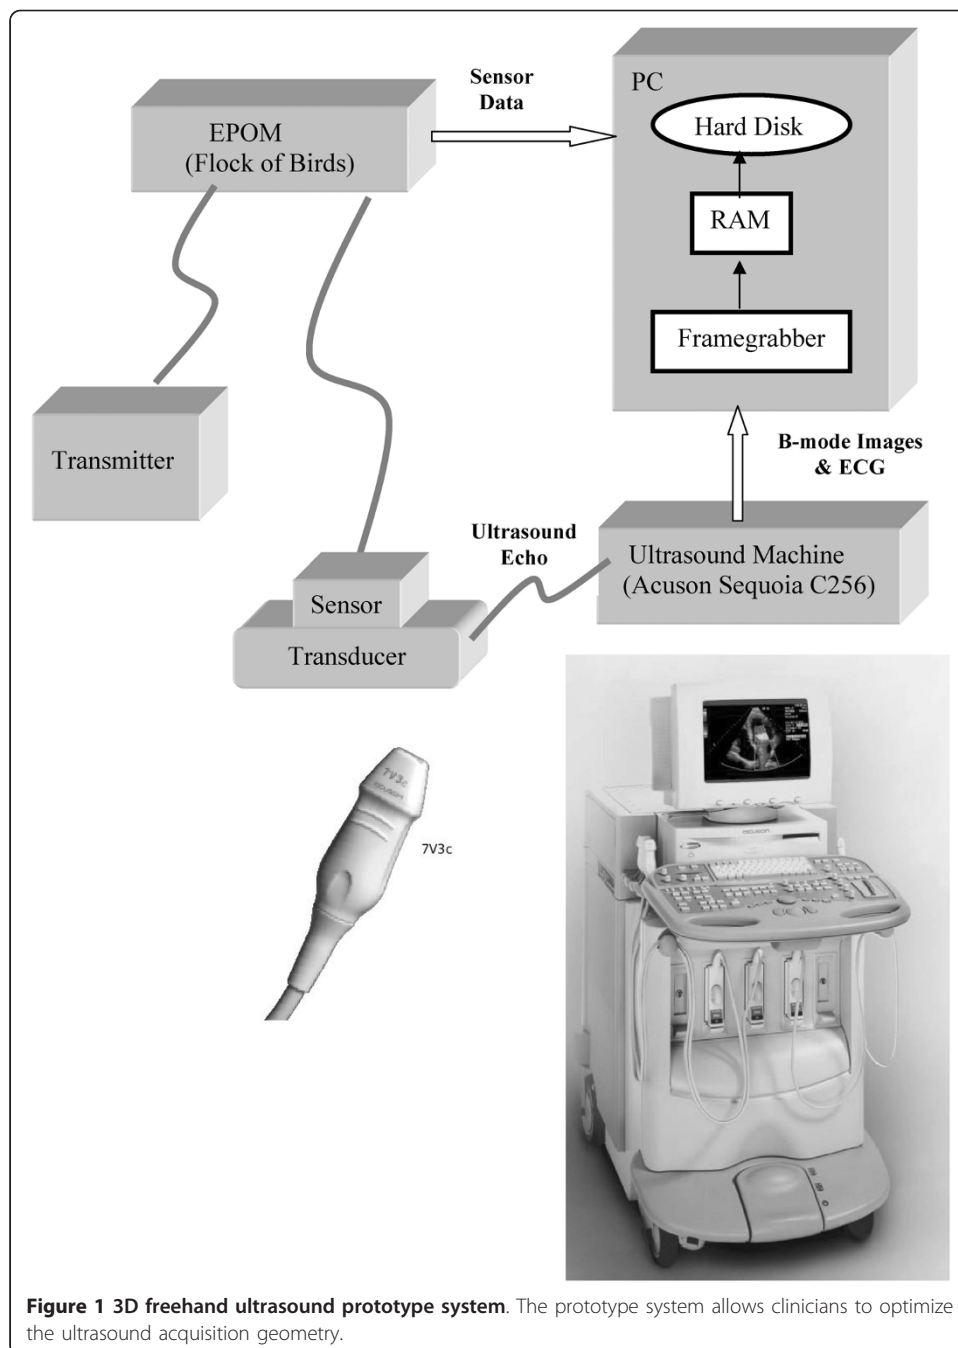 Sensor
Data
PC
EPOM
(Flock of Birds)
Hard Disk
RAM
Framegrabber
Transmitter
B-mode Images
& ECG
Ultrasound
Echo
Ultrasound Machine
(Acuson Sequoia C256)
Sensor
Transducer
7V3c
7V3c
Figure 1 3D freehand ultrasound prototype system. The prototype system allows clinicians to optimize
the ultrasound acquisition geometry.